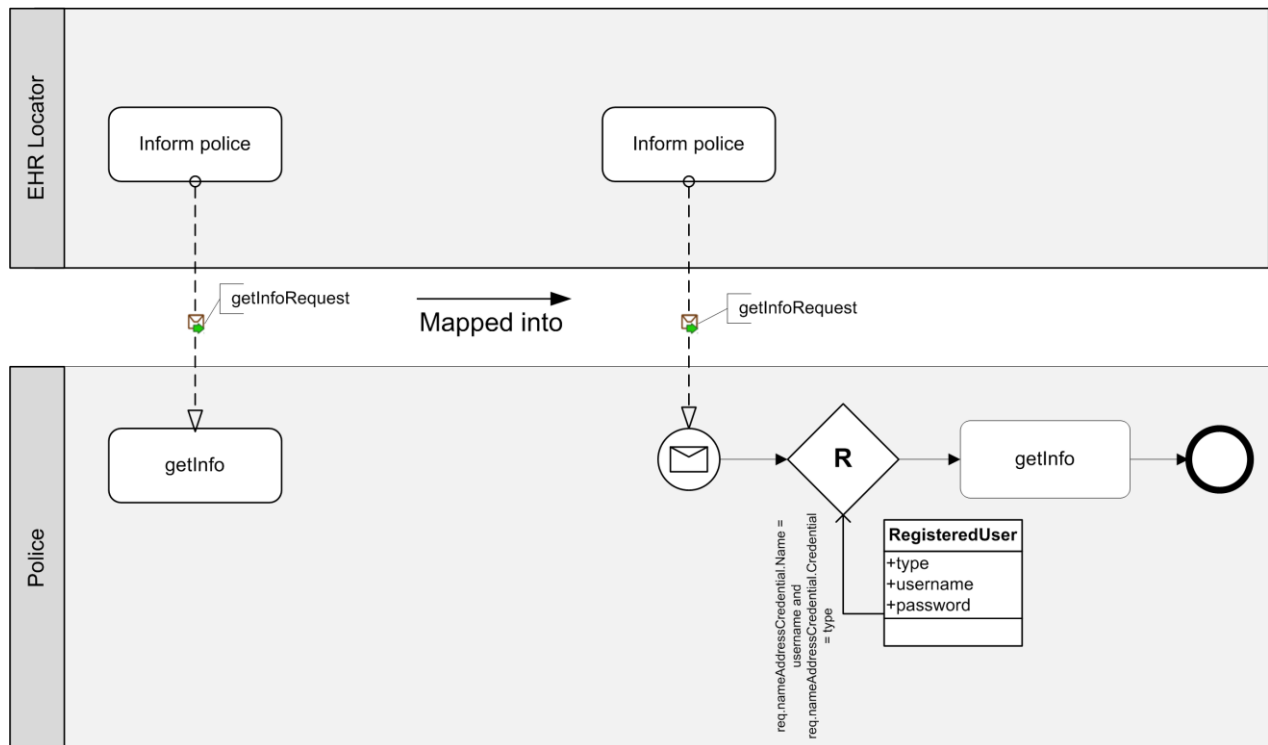 EHR Locator
Inform police
Inform police
getInfoRequest
Mapped into
getInfoRequest
Police
getInfo
R
getInfo
req.nameAddressCredential.Name =
username and
req.nameAddressCredential.Credential
= type
RegisteredUser
+type
+username
+password